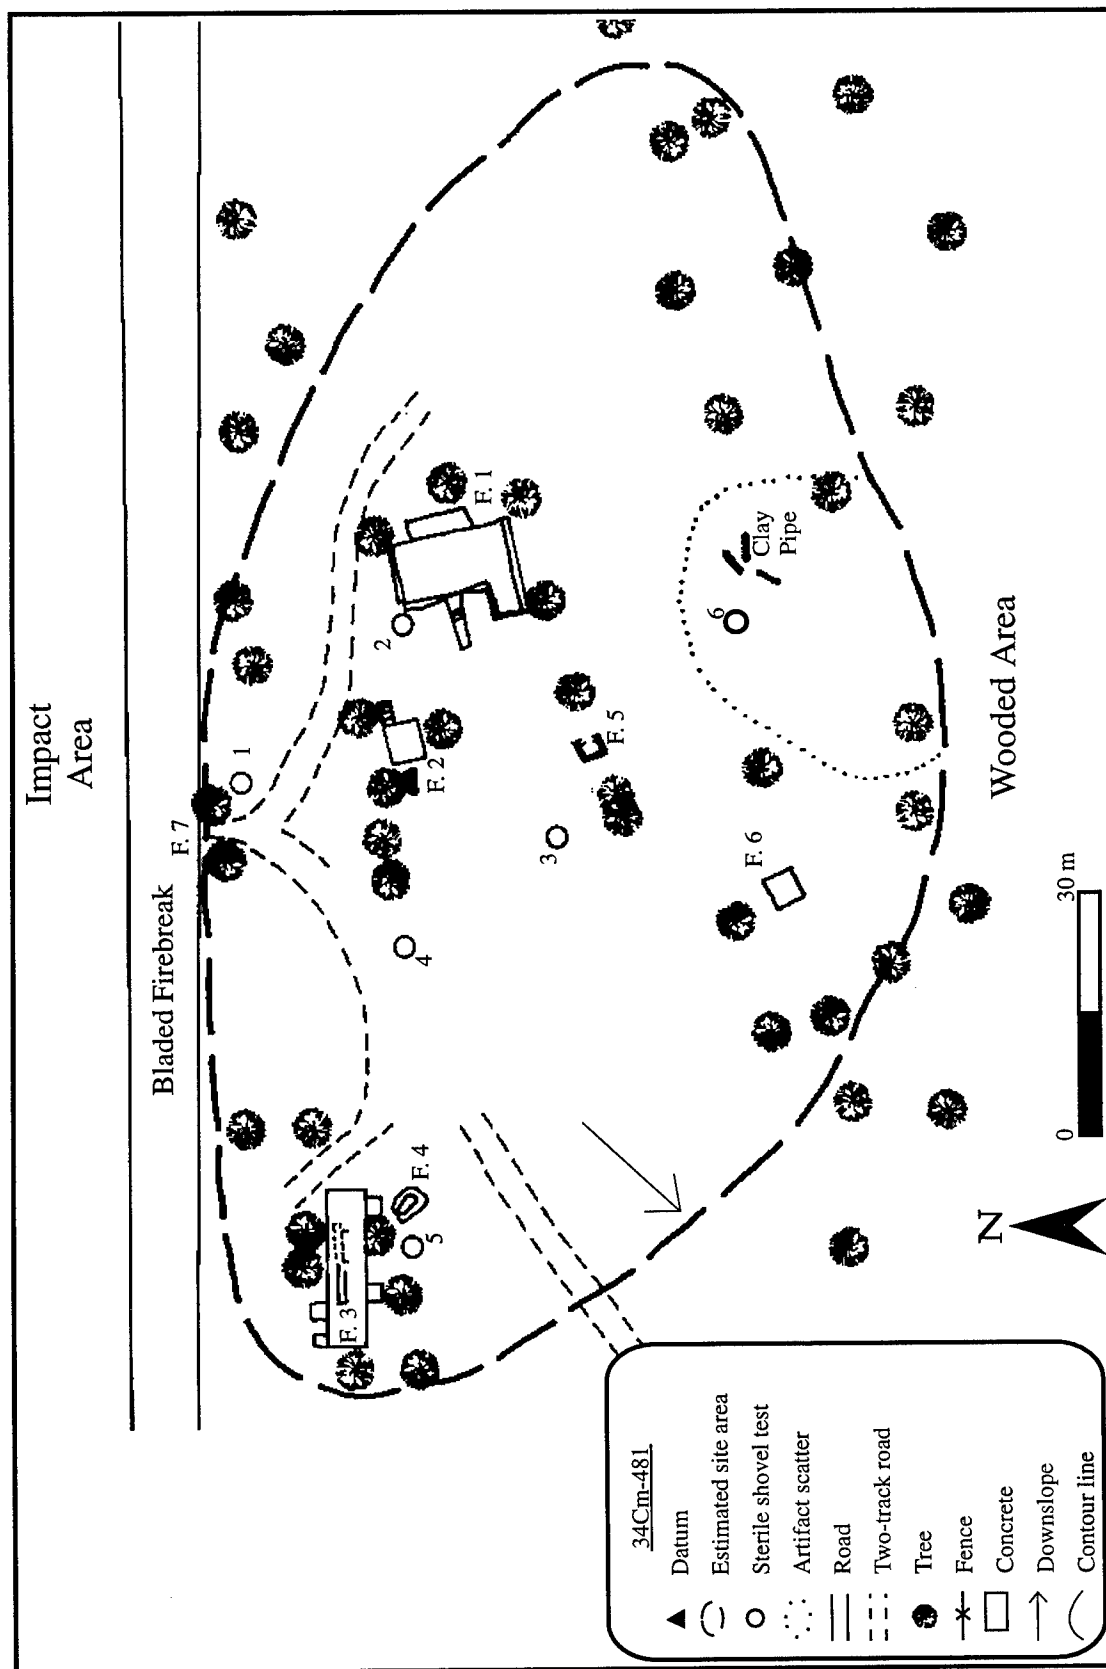 Impact
Area
Bladed Firebreak
F. 7
1
2
F. 1
F. 2
3
4
F. 5
F. 3
F. 4
5
F. 6
6
Clay
Pipe
Wooded Area
0
30 m
N
34Cm-481
Datum
Estimated site area
Sterile shovel test
Artifact scatter
Road
Two-track road
Tree
Fence
Concrete
Downslope
Contour line